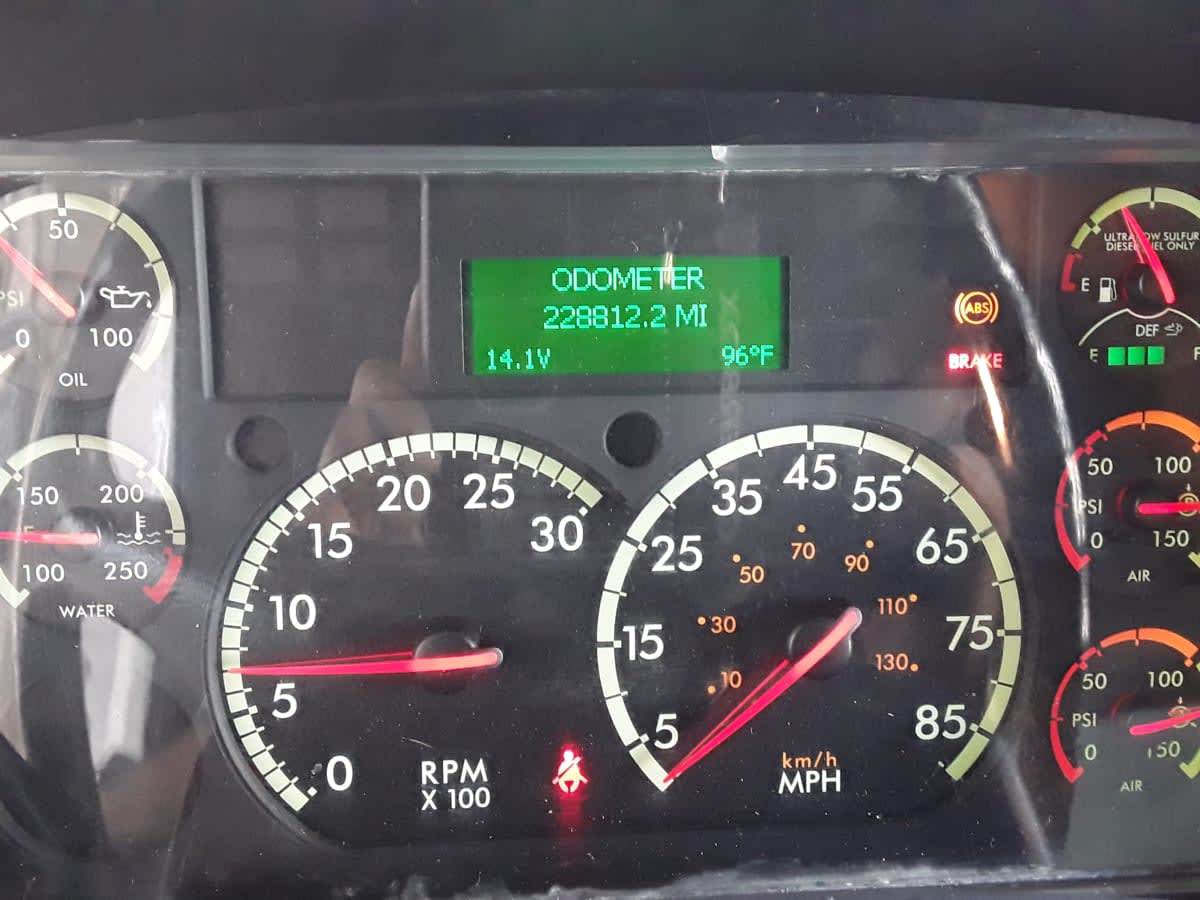 50
PSI
0
100
OIL
ODOMETER
228812.2 MI
14.1V
96°F
ABS
BRAKE
ULTRA LOW SULFUR
DIESEL FUEL ONLY
E
DEF
E
F
150
200
100
250
WATER
0
5
10
15
20
25
30
RPM
X 100
5
15
25
35
45
55
65
75
85
10
30
50
70
90
110
130
km/h
MPH
50
100
PSI
0
150
AIR
50
100
PSI
0
150
AIR